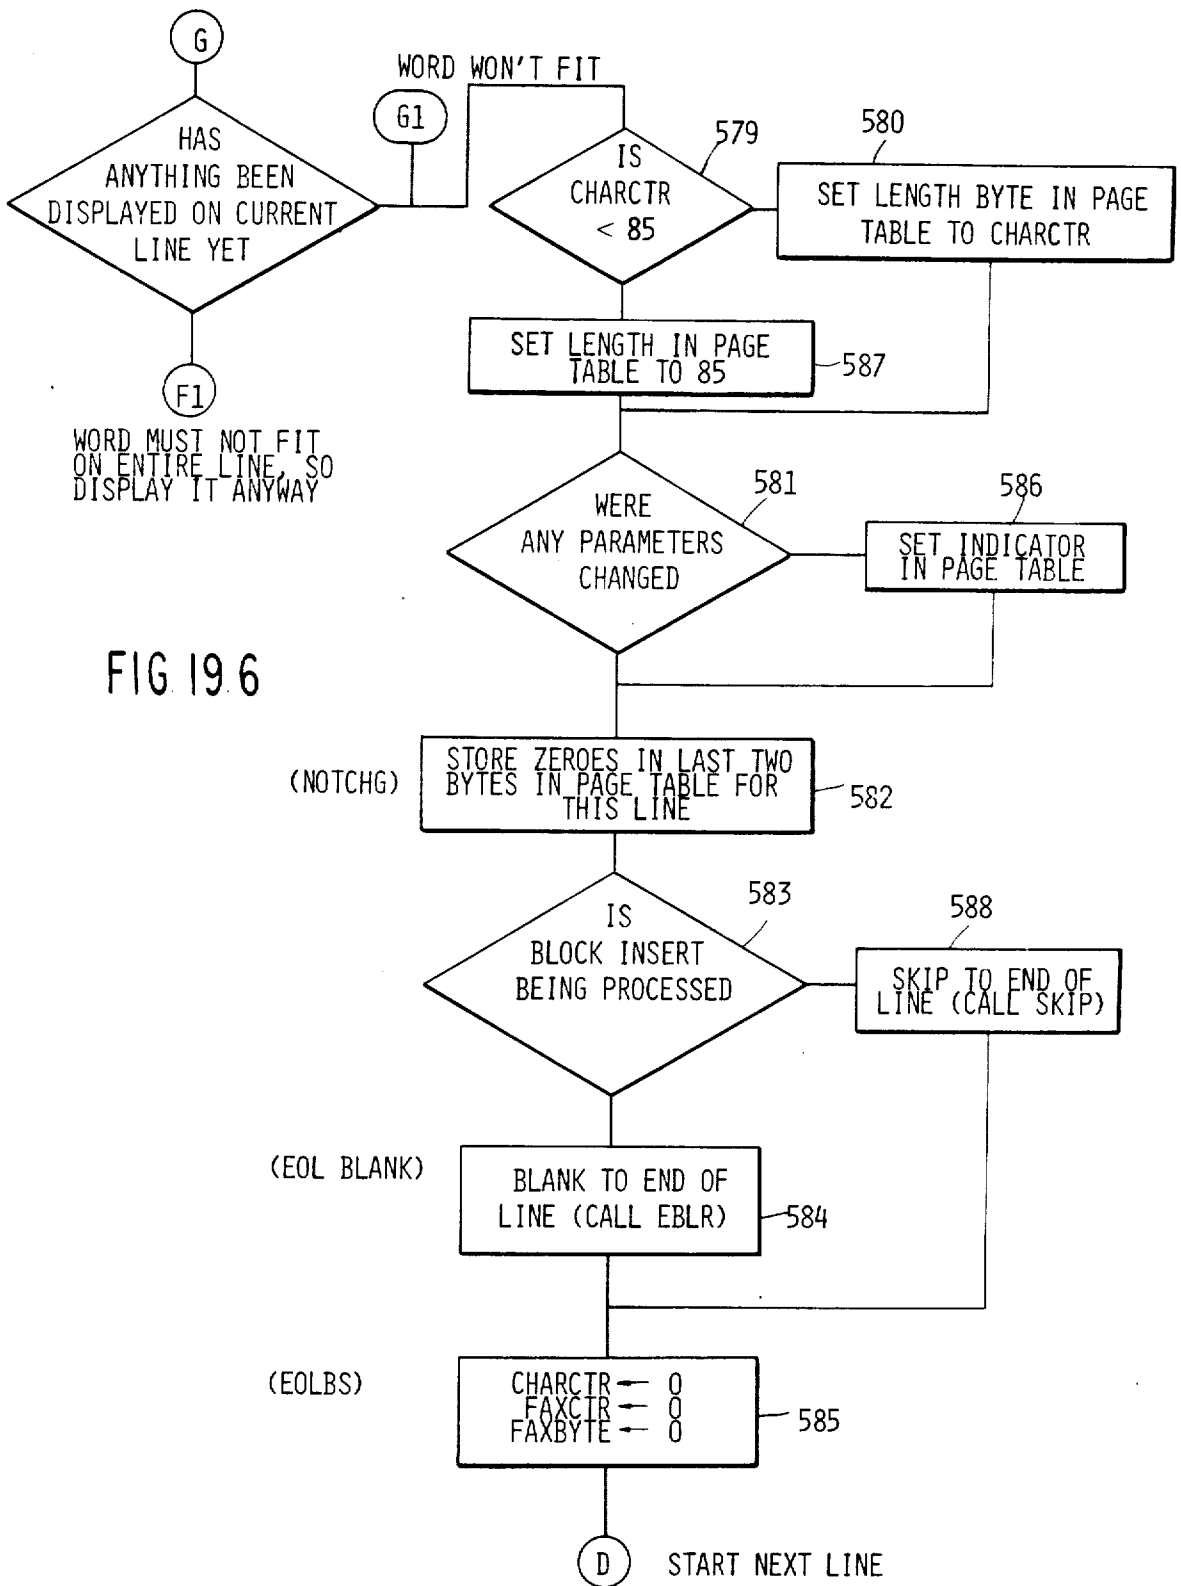 G
HAS
ANYTHING BEEN
DISPLAYED ON CURRENT
LINE YET
F1
WORD MUST NOT FIT
ON ENTIRE LINE, SO
DISPLAY IT ANYWAY
WORD WON'T FIT
G1
IS
CHARCTR
< 85
579
580
SET LENGTH BYTE IN PAGE
TABLE TO CHARCTR
SET LENGTH IN PAGE
TABLE TO 85
587
WERE
ANY PARAMETERS
CHANGED
581
586
SET INDICATOR
IN PAGE TABLE
FIG 19.6
(NOTCHG)
STORE ZEROES IN LAST TWO
BYTES IN PAGE TABLE FOR
THIS LINE
582
IS
BLOCK INSERT
BEING PROCESSED
583
588
SKIP TO END OF
LINE (CALL SKIP)
(EOL BLANK)
BLANK TO END OF
LINE (CALL EBLR)
584
(EOLBS)
CHARCTR ← 0
FAXCTR ← 0
FAXBYTE ← 0
585
D
START NEXT LINE